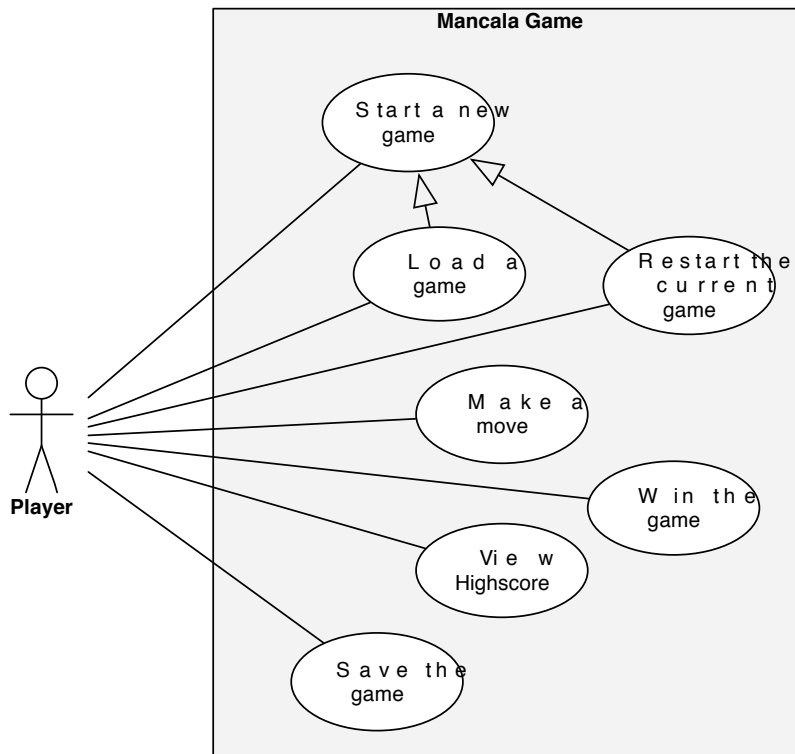 Mancala Game
Start a new
game
Load a
game
Restart the
current
game
Make a
move
Player
Win the
game
View
Highscore
Save the
game